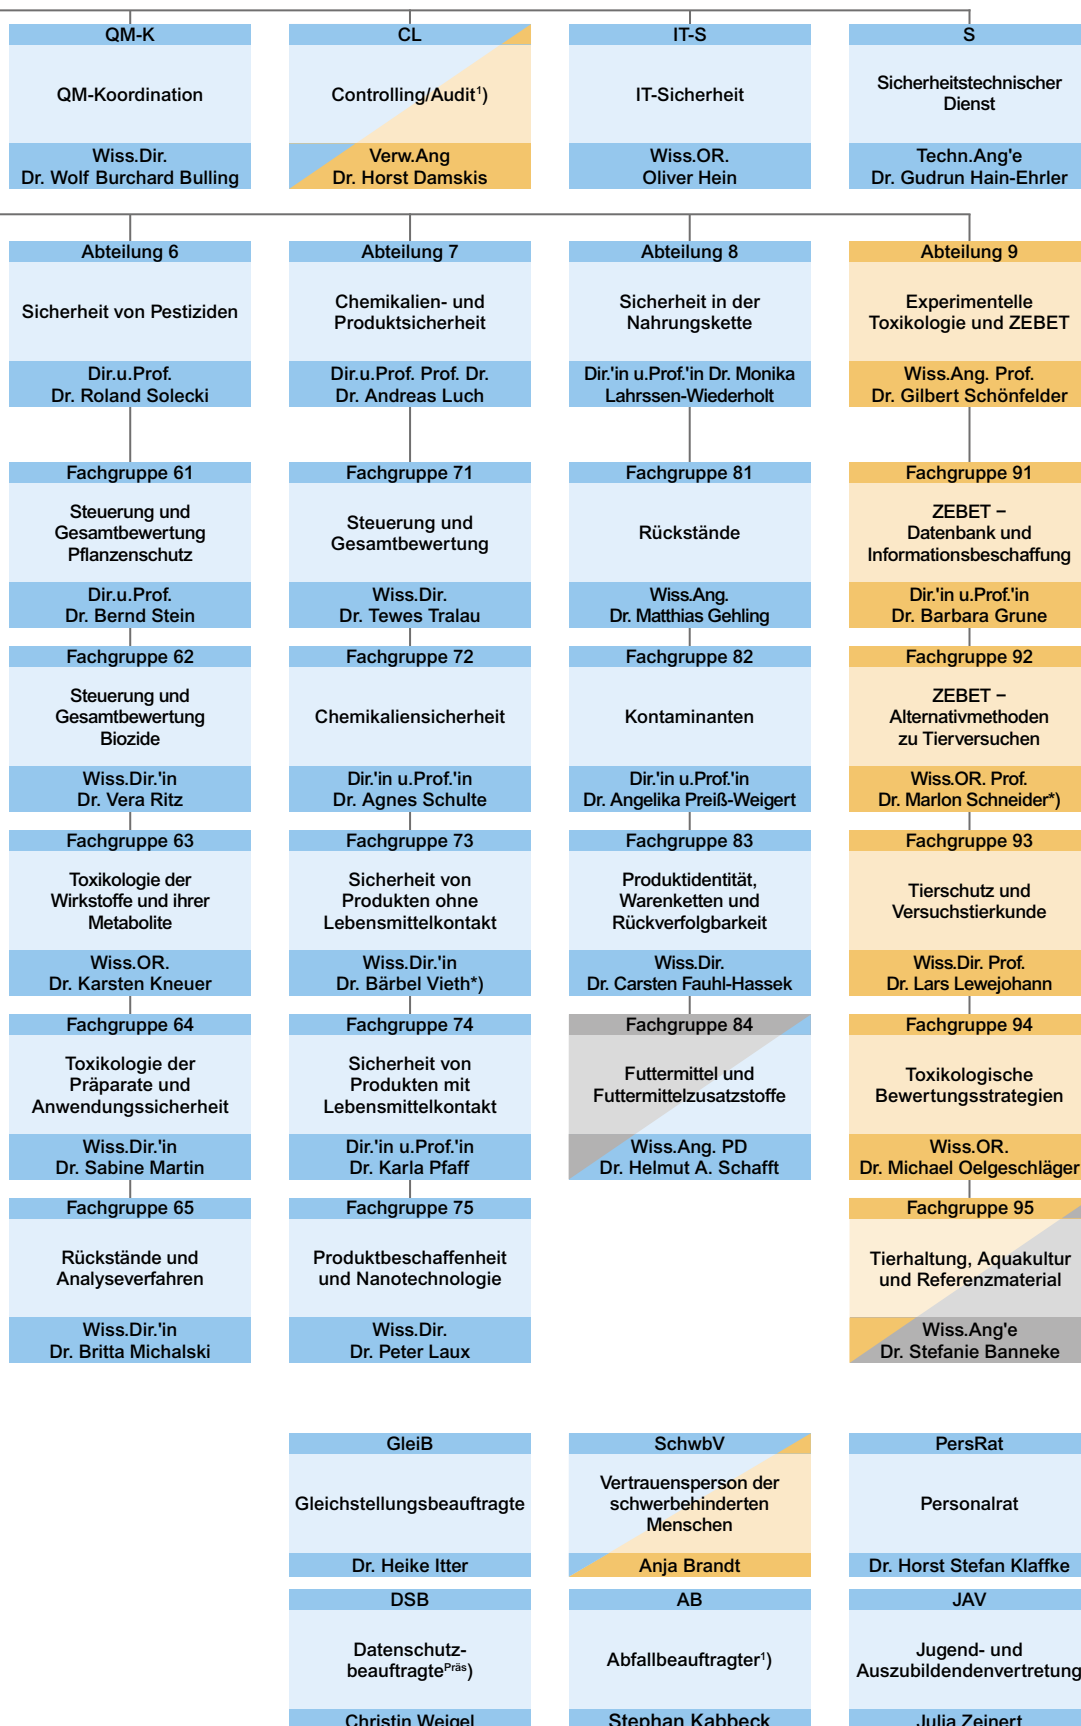 QM-K
QM-Koordination
Wiss.Dir.
Dr. Wolf Burchard Bulling
CL
Controlling/Audit¹)
Verw.Ang
Dr. Horst Damskis
IT-S
IT-Sicherheit
Wiss.OR.
Oliver Hein
S
Sicherheitstechnischer
Dienst
Techn.Ang'e
Dr. Gudrun Hain-Ehrler
Abteilung 6
Sicherheit von Pestiziden
Dir.u.Prof.
Dr. Roland Solecki
Fachgruppe 61
Steuerung und
Gesamtbewertung
Pflanzenschutz
Dir.u.Prof.
Dr. Bernd Stein
Fachgruppe 62
Steuerung und
Gesamtbewertung
Biozide
Wiss.Dir.'in
Dr. Vera Ritz
Fachgruppe 63
Toxikologie der
Wirkstoffe und ihrer
Metabolite
Wiss.OR.
Dr. Karsten Kneuer
Fachgruppe 64
Toxikologie der
Präparate und
Anwendungssicherheit
Wiss.Dir.'in
Dr. Sabine Martin
Fachgruppe 65
Rückstände und
Analyseverfahren
Wiss.Dir.'in
Dr. Britta Michalski
Abteilung 7
Chemikalien- und
Produktsicherheit
Dir.u.Prof. Prof. Dr.
Dr. Andreas Luch
Fachgruppe 71
Steuerung und
Gesamtbewertung
Wiss.Dir.
Dr. Tewes Tralau
Fachgruppe 72
Chemikaliensicherheit
Dir.'in u.Prof.'in
Dr. Agnes Schulte
Fachgruppe 73
Sicherheit von
Produkten ohne
Lebensmittelkontakt
Wiss.Dir.'in
Dr. Bärbel Vieth*)
Fachgruppe 74
Sicherheit von
Produkten mit
Lebensmittelkontakt
Dir.'in u.Prof.'in
Dr. Karla Pfaff
Fachgruppe 75
Produktbeschaffenheit
und Nanotechnologie
Wiss.Dir.
Dr. Peter Laux
Abteilung 8
Sicherheit in der
Nahrungskette
Dir.'in u.Prof.'in Dr. Monika
Lahrssen-Wiederholt
Fachgruppe 81
Rückstände
Wiss.Ang.
Dr. Matthias Gehling
Fachgruppe 82
Kontaminanten
Dir.'in u.Prof.'in
Dr. Angelika Preiß-Weigert
Fachgruppe 83
Produktidentität,
Warenketten und
Rückverfolgbarkeit
Wiss.Dir.
Dr. Carsten Fauhl-Hassek
Fachgruppe 84
Futtermittel und
Futtermittelzusatzstoffe
Wiss.Ang. PD
Dr. Helmut A. Schafft
Abteilung 9
Experimentelle
Toxikologie und ZEBET
Wiss.Ang. Prof.
Dr. Gilbert Schönfelder
Fachgruppe 91
ZEBET –
Datenbank und
Informationsbeschaffung
Dir.'in u.Prof.'in
Dr. Barbara Grune
Fachgruppe 92
ZEBET –
Alternativmethoden
zu Tierversuchen
Wiss.OR. Prof.
Dr. Marlon Schneider*)
Fachgruppe 93
Tierschutz und
Versuchstierkunde
Wiss.Dir. Prof.
Dr. Lars Lewejohann
Fachgruppe 94
Toxikologische
Bewertungsstrategien
Wiss.OR.
Dr. Michael Oelgeschläger
Fachgruppe 95
Tierhaltung, Aquakultur
und Referenzmaterial
Wiss.Ang'e
Dr. Stefanie Banneke
GleiB
Gleichstellungsbeauftragte
Dr. Heike Itter
SchwbV
Vertrauensperson der
schwerbehinderten
Menschen
Anja Brandt
PersRat
Personalrat
Dr. Horst Stefan Klaffke
DSB
Datenschutz-
beauftragte^Präs)
Christin Weigel
AB
Abfallbeauftragter¹)
Stephan Kabbeck
JAV
Jugend- und
Auszubildendenvertretung
Julia Zeinert